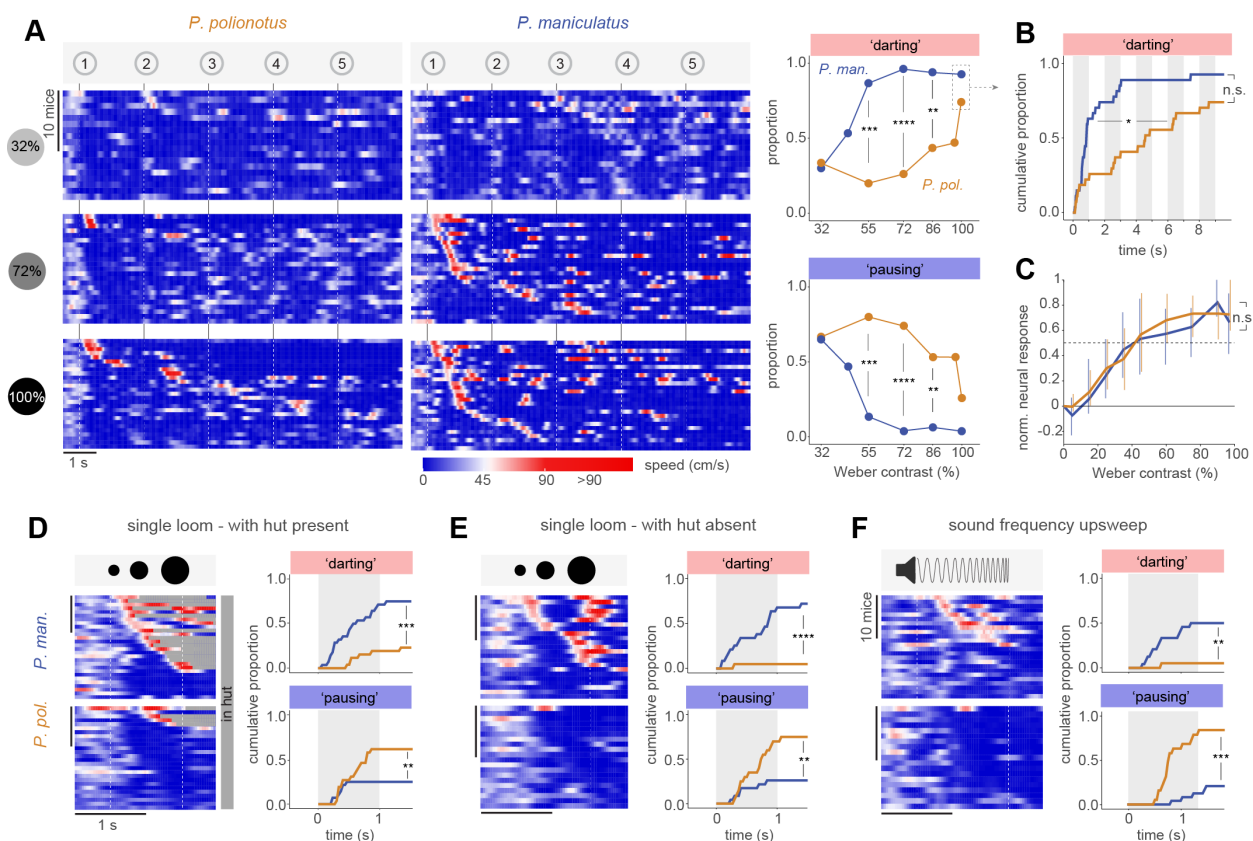 A
P. polionotus
P. maniculatus
1 2 3 4 5
1 2 3 4 5
10 mice
32%
72%
100%
1 s
0 45 90 >90
speed (cm/s)
'darting'
P. man.
P. pol.
*** **** **
proportion
1.0
0.5
0.0
32 55 72 86 100
'pausing'
*** **** **
proportion
1.0
0.5
0.0
32 55 72 86 100
Weber contrast (%)
B
'darting'
n.s.
*
cumulative proportion
1.0
0.5
0.0
0 2 4 6 8
time (s)
C
n.s
norm. neural response
1
0.8
0.6
0.4
0.2
0
-0.2
0 20 40 60 80 100
Weber contrast (%)
D
single loom - with hut present
P. man.
P. pol.
in hut
1 s
'darting'
1.0
0.5
0.0
***
'pausing'
1.0
0.5
0.0
**
cumulative proportion
0 1
time (s)
E
single loom - with hut absent
'darting'
1.0
0.5
0.0
****
'pausing'
1.0
0.5
0.0
**
cumulative proportion
0 1
time (s)
F
sound frequency upsweep
10 mice
'darting'
1.0
0.5
0.0
**
'pausing'
1.0
0.5
0.0
***
cumulative proportion
0 1
time (s)